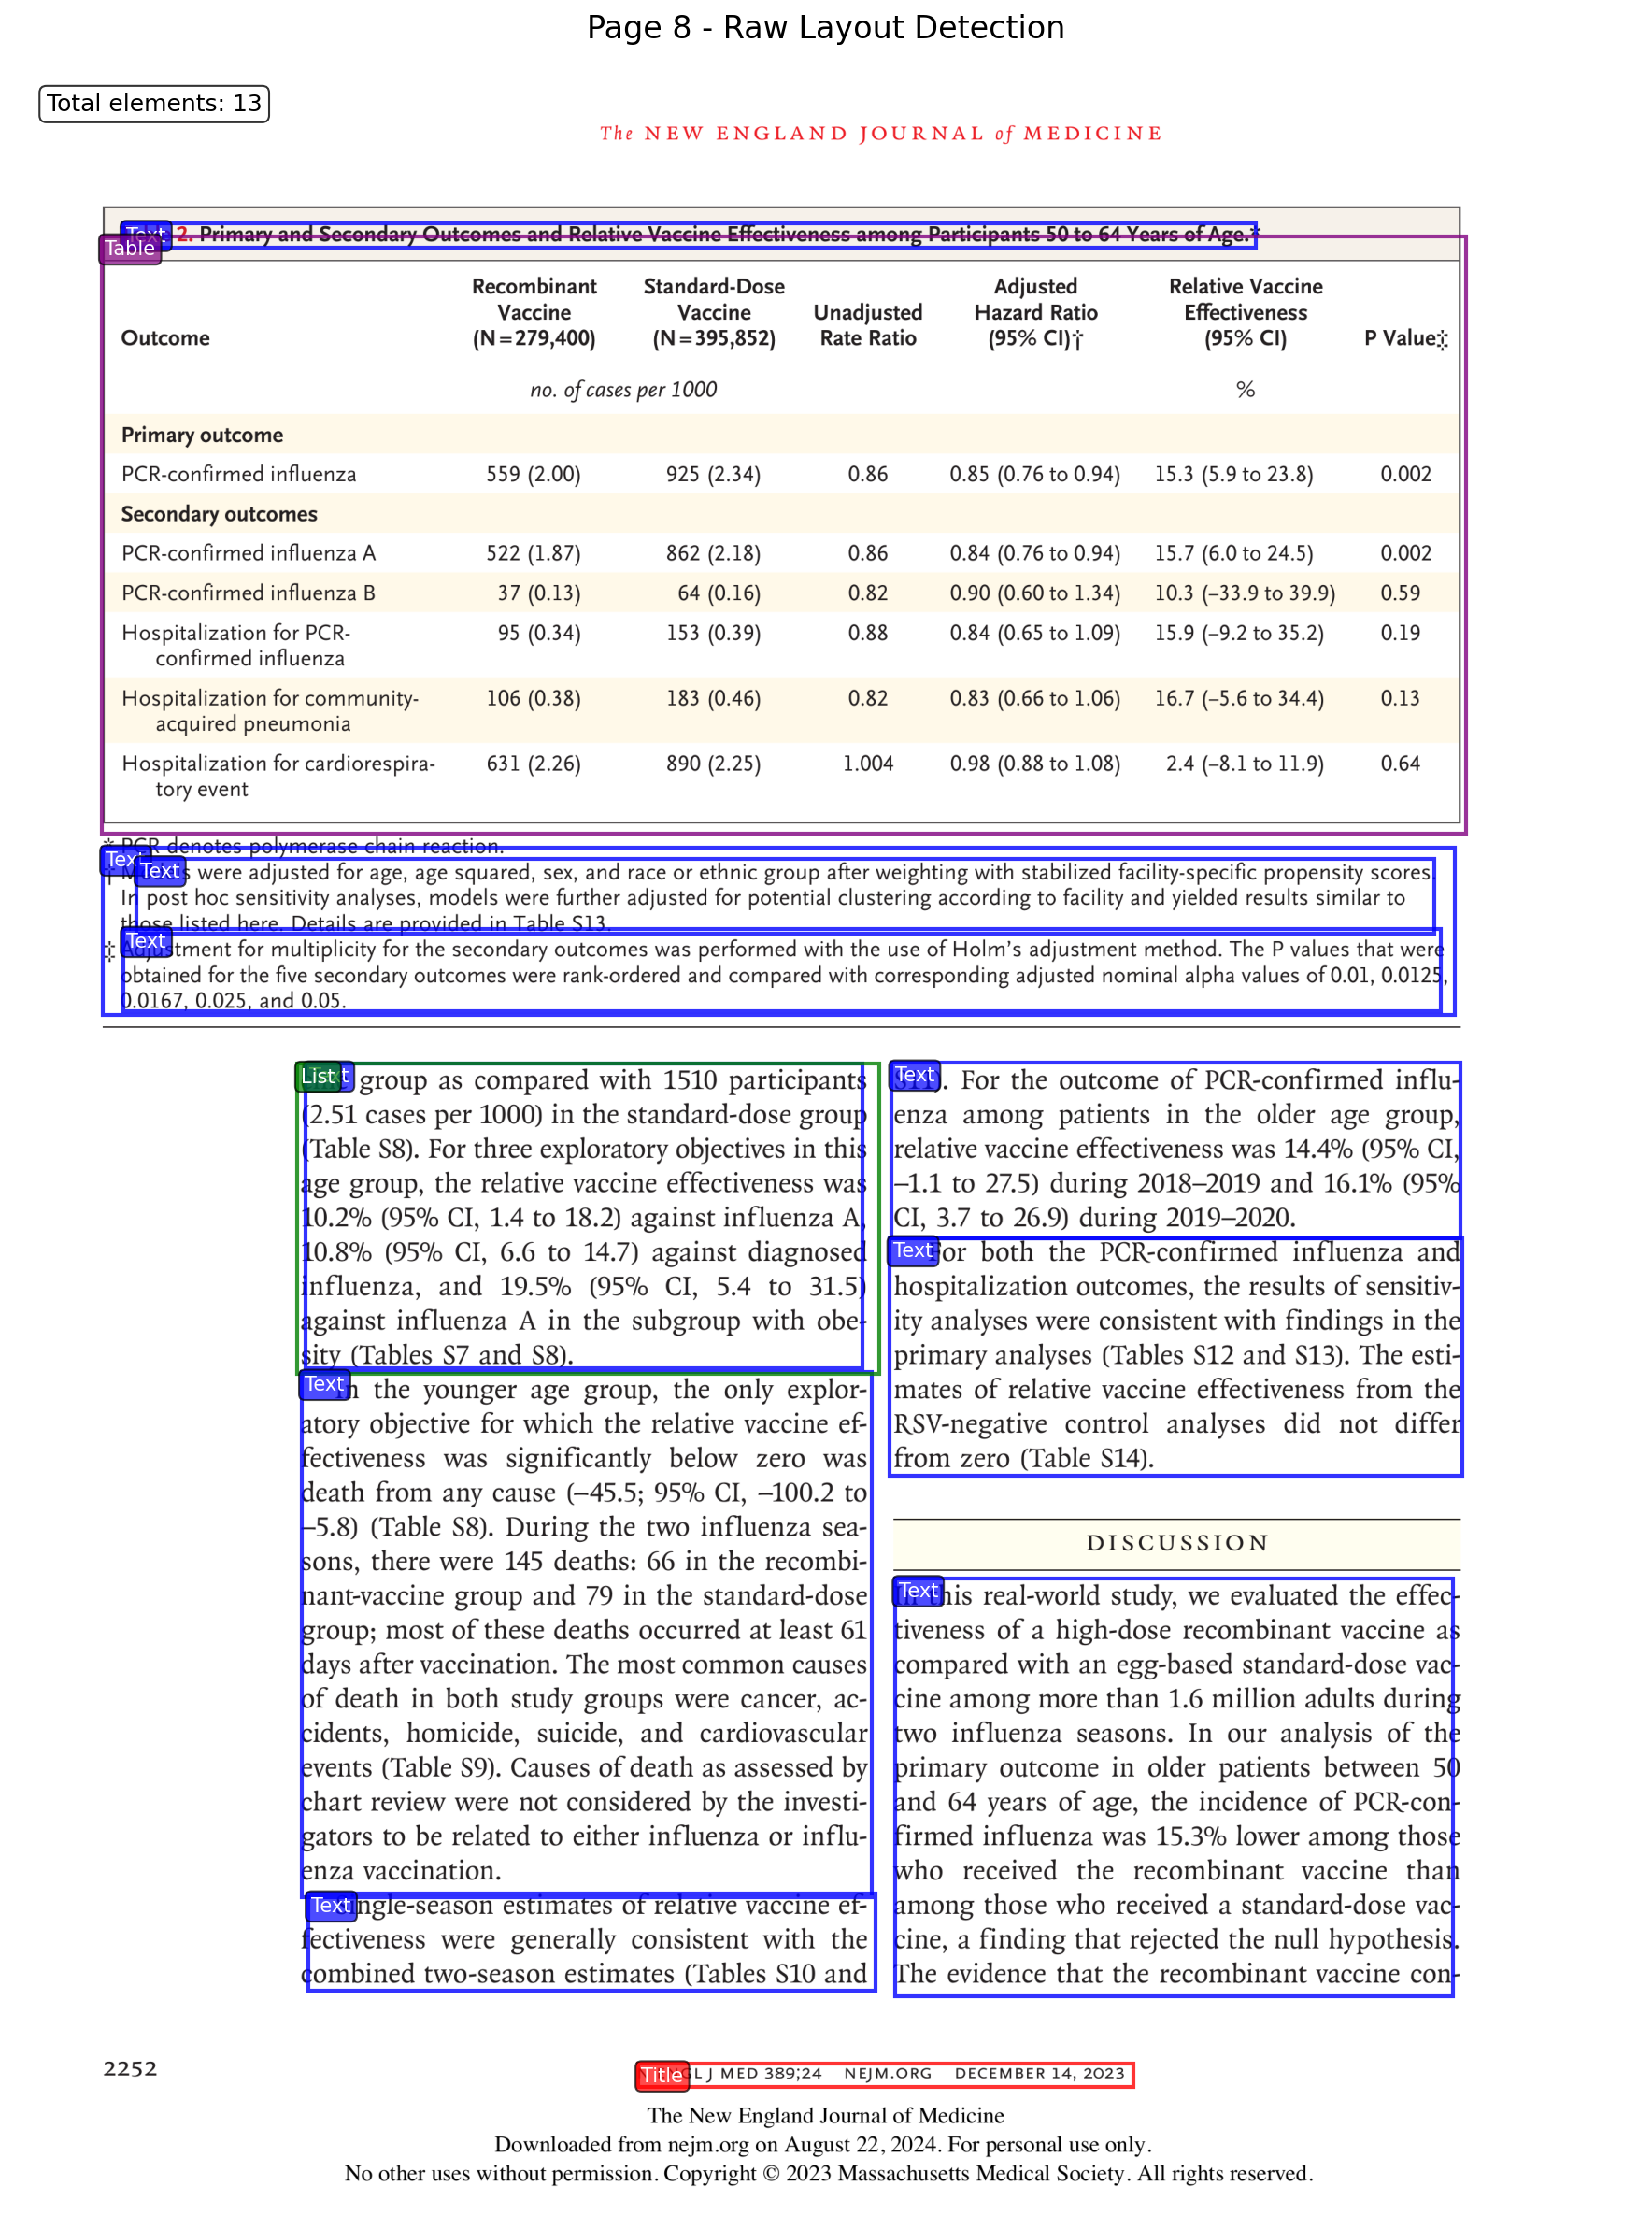 Page 8 - Raw Layout Detection
Total elements: 13
The NEW ENGLAND JOURNAL of MEDICINE
Text 2. Primary and Secondary Outcomes and Relative Vaccine Effectiveness among Participants 50 to 64 Years of Age.*
Table
Outcome Recombinant Vaccine (N=279,400) Standard-Dose Vaccine (N=395,852) Unadjusted Rate Ratio Adjusted Hazard Ratio (95% CI)† Relative Vaccine Effectiveness (95% CI) P Value‡
no. of cases per 1000 %
Primary outcome
PCR-confirmed influenza 559 (2.00) 925 (2.34) 0.86 0.85 (0.76 to 0.94) 15.3 (5.9 to 23.8) 0.002
Secondary outcomes
PCR-confirmed influenza A 522 (1.87) 862 (2.18) 0.86 0.84 (0.76 to 0.94) 15.7 (6.0 to 24.5) 0.002
PCR-confirmed influenza B 37 (0.13) 64 (0.16) 0.82 0.90 (0.60 to 1.34) 10.3 (–33.9 to 39.9) 0.59
Hospitalization for PCR- 95 (0.34) 153 (0.39) 0.88 0.84 (0.65 to 1.09) 15.9 (–9.2 to 35.2) 0.19
confirmed influenza
Hospitalization for community- 106 (0.38) 183 (0.46) 0.82 0.83 (0.66 to 1.06) 16.7 (–5.6 to 34.4) 0.13
acquired pneumonia
Hospitalization for cardiorespira- 631 (2.26) 890 (2.25) 1.004 0.98 (0.88 to 1.08) 2.4 (–8.1 to 11.9) 0.64
tory event
* PCR denotes polymerase chain reaction.
Text
Text were adjusted for age, age squared, sex, and race or ethnic group after weighting with stabilized facility-specific propensity scores.
In post hoc sensitivity analyses, models were further adjusted for potential clustering according to facility and yielded results similar to
those listed here. Details are provided in Table S13.
Text
‡ Adjustment for multiplicity for the secondary outcomes was performed with the use of Holm's adjustment method. The P values that were
obtained for the five secondary outcomes were rank-ordered and compared with corresponding adjusted nominal alpha values of 0.01, 0.0125,
0.0167, 0.025, and 0.05.
List group as compared with 1510 participants
(2.51 cases per 1000) in the standard-dose group
(Table S8). For three exploratory objectives in this
age group, the relative vaccine effectiveness was
10.2% (95% CI, 1.4 to 18.2) against influenza A,
10.8% (95% CI, 6.6 to 14.7) against diagnosed
influenza, and 19.5% (95% CI, 5.4 to 31.5)
against influenza A in the subgroup with obe-
sity (Tables S7 and S8).
Text
In the younger age group, the only explor-
atory objective for which the relative vaccine ef-
fectiveness was significantly below zero was
death from any cause (–45.5; 95% CI, –100.2 to
–5.8) (Table S8). During the two influenza sea-
sons, there were 145 deaths: 66 in the recombi-
nant-vaccine group and 79 in the standard-dose
group; most of these deaths occurred at least 61
days after vaccination. The most common causes
of death in both study groups were cancer, ac-
cidents, homicide, suicide, and cardiovascular
events (Table S9). Causes of death as assessed by
chart review were not considered by the investi-
gators to be related to either influenza or influ-
enza vaccination.
Text
Single-season estimates of relative vaccine ef-
fectiveness were generally consistent with the
combined two-season estimates (Tables S10 and
Text
S11). For the outcome of PCR-confirmed influ-
enza among patients in the older age group,
relative vaccine effectiveness was 14.4% (95% CI,
–1.1 to 27.5) during 2018–2019 and 16.1% (95%
CI, 3.7 to 26.9) during 2019–2020.
Text
For both the PCR-confirmed influenza and
hospitalization outcomes, the results of sensitiv-
ity analyses were consistent with findings in the
primary analyses (Tables S12 and S13). The esti-
mates of relative vaccine effectiveness from the
RSV-negative control analyses did not differ
from zero (Table S14).
DISCUSSION
Text
In this real-world study, we evaluated the effec-
tiveness of a high-dose recombinant vaccine as
compared with an egg-based standard-dose vac-
cine among more than 1.6 million adults during
two influenza seasons. In our analysis of the
primary outcome in older patients between 50
and 64 years of age, the incidence of PCR-con-
firmed influenza was 15.3% lower among those
who received the recombinant vaccine than
among those who received a standard-dose vac-
cine, a finding that rejected the null hypothesis.
The evidence that the recombinant vaccine con-
2252
Title GL J MED 389;24 NEJM.ORG DECEMBER 14, 2023
The New England Journal of Medicine
Downloaded from nejm.org on August 22, 2024. For personal use only.
No other uses without permission. Copyright © 2023 Massachusetts Medical Society. All rights reserved.